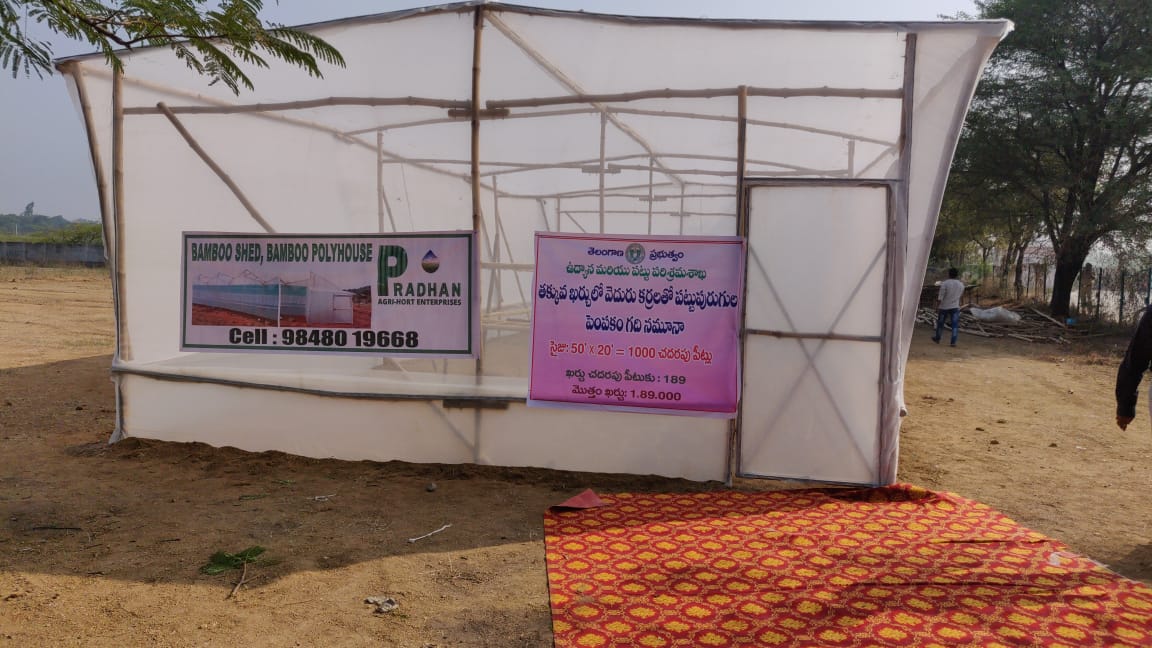 BAMBOO SHED, BAMBOO POLYHOUSE
PRADHAN
AGRI-HORT ENTERPRISES
Cell : 98480 19668
తెలంగాణ ప్రభుత్వం
ఉద్యాన మరియు పట్టు పరిశ్రమశాఖ
తక్కువ ఖర్చులో వెదురు కర్రలతో పట్టుపురుగుల
పెంపకం గది నమూనా
సైజు: 50' X 20' = 1000 చదరపు పీట్లు
ఖర్చు చదరపు పీటుకు : 189
మొత్తం ఖర్చు: 1.89.000